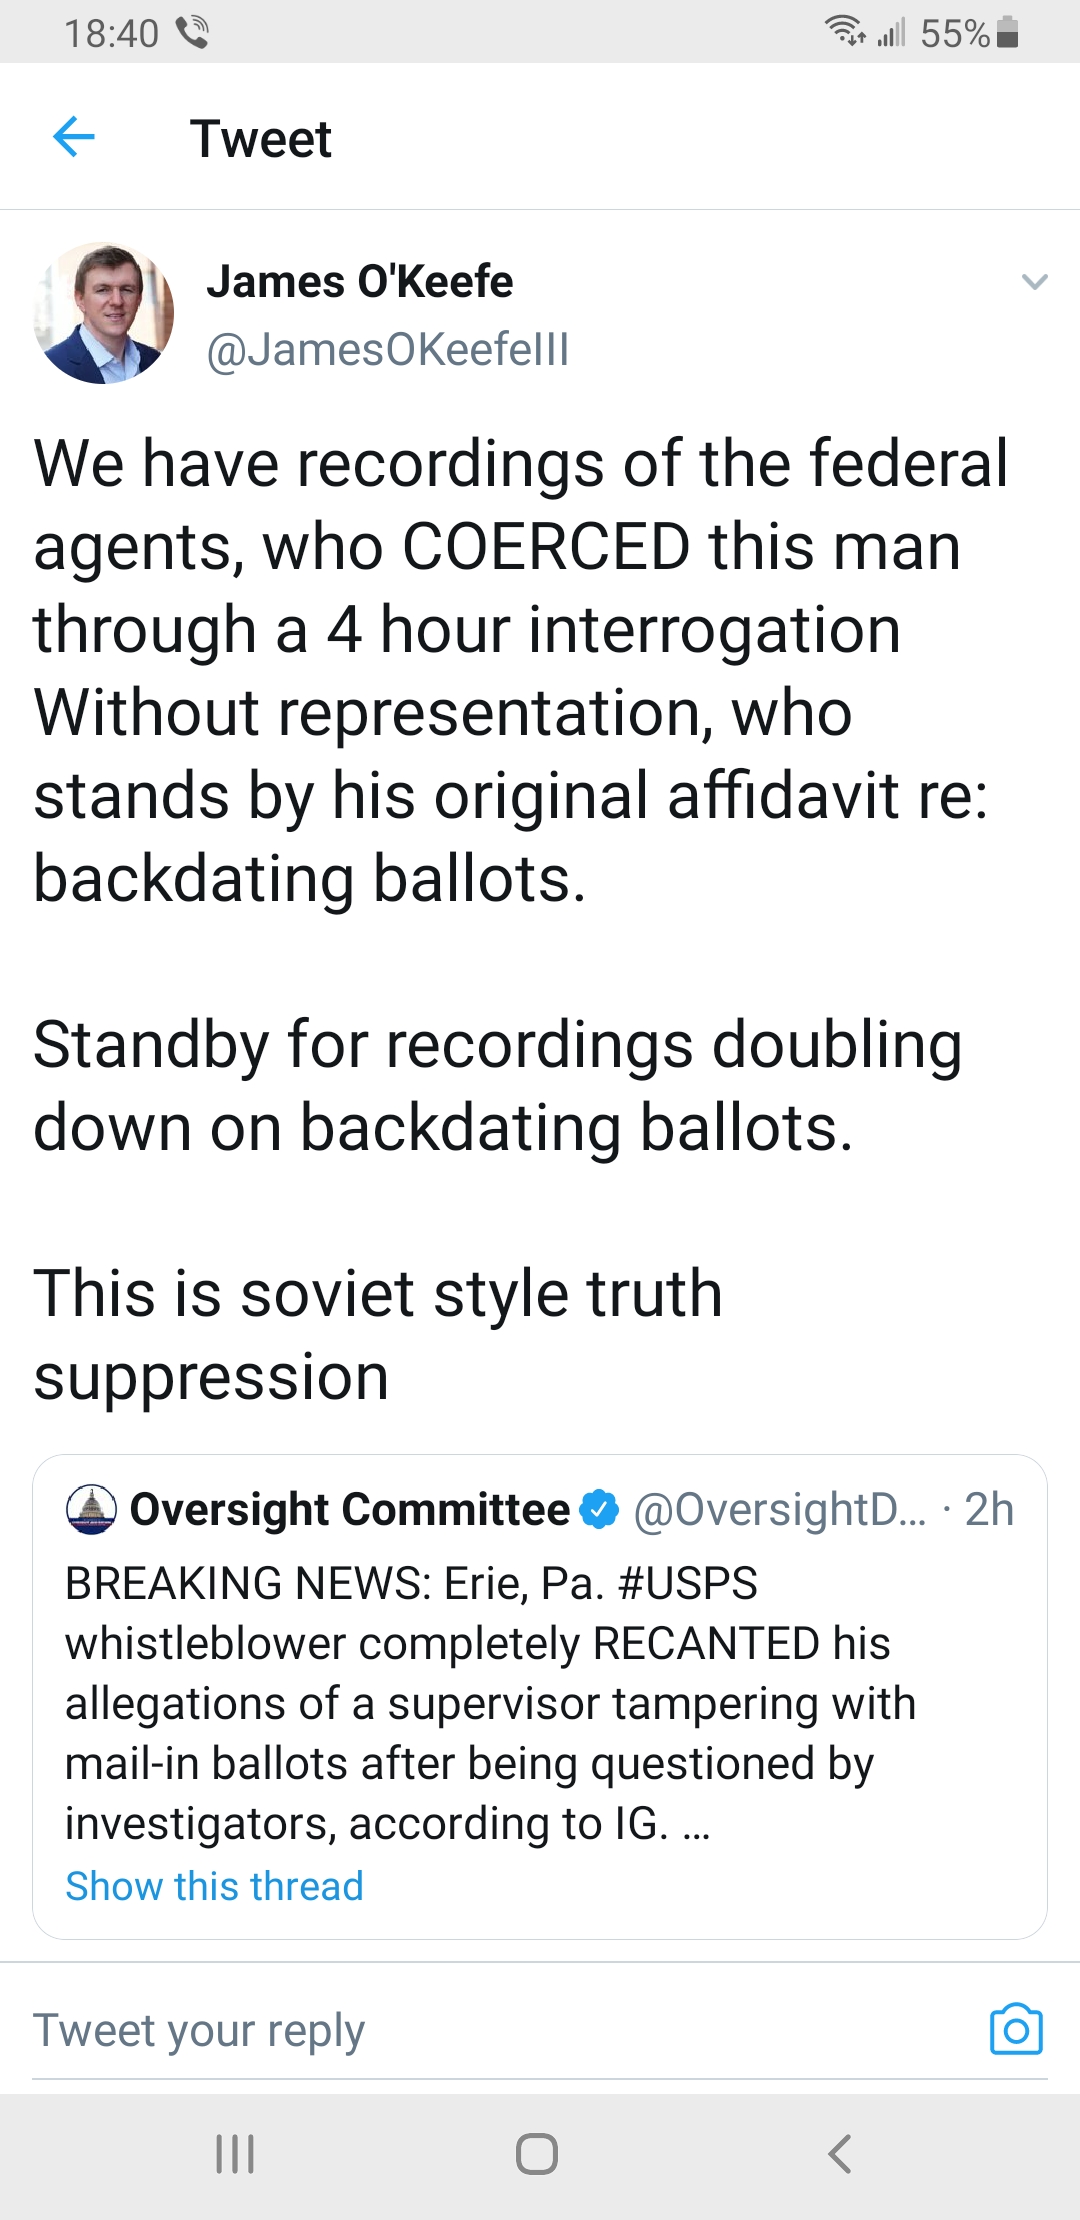 18:40 55%
Tweet
James O'Keefe
@JamesOKeefeIII
We have recordings of the federal
agents, who COERCED this man
through a 4 hour interrogation
Without representation, who
stands by his original affidavit re:
backdating ballots.
Standby for recordings doubling
down on backdating ballots.
This is soviet style truth
suppression
Oversight Committee @OversightD... · 2h
BREAKING NEWS: Erie, Pa. #USPS
whistleblower completely RECANTED his
allegations of a supervisor tampering with
mail-in ballots after being questioned by
investigators, according to IG. ...
Show this thread
Tweet your reply